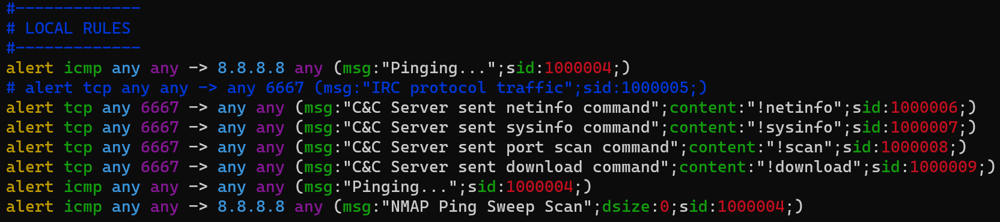 #-------------
# LOCAL RULES
#-------------
alert icmp any any -> 8.8.8.8 any (msg:"Pinging...";sid:1000004;)
# alert tcp any any -> any 6667 (msg:"IRC protocol traffic";sid:1000005;)
alert tcp any 6667 -> any any (msg:"C&C Server sent netinfo command";content:"!netinfo";sid:1000006;)
alert tcp any 6667 -> any any (msg:"C&C Server sent sysinfo command";content:"!sysinfo";sid:1000007;)
alert tcp any 6667 -> any any (msg:"C&C Server sent port scan command";content:"!scan";sid:1000008;)
alert tcp any 6667 -> any any (msg:"C&C Server sent download command";content:"!download";sid:1000009;)
alert icmp any any -> any any (msg:"Pinging...";sid:1000004;)
alert icmp any any -> 8.8.8.8 any (msg:"NMAP Ping Sweep Scan";dsize:0;sid:1000004;)